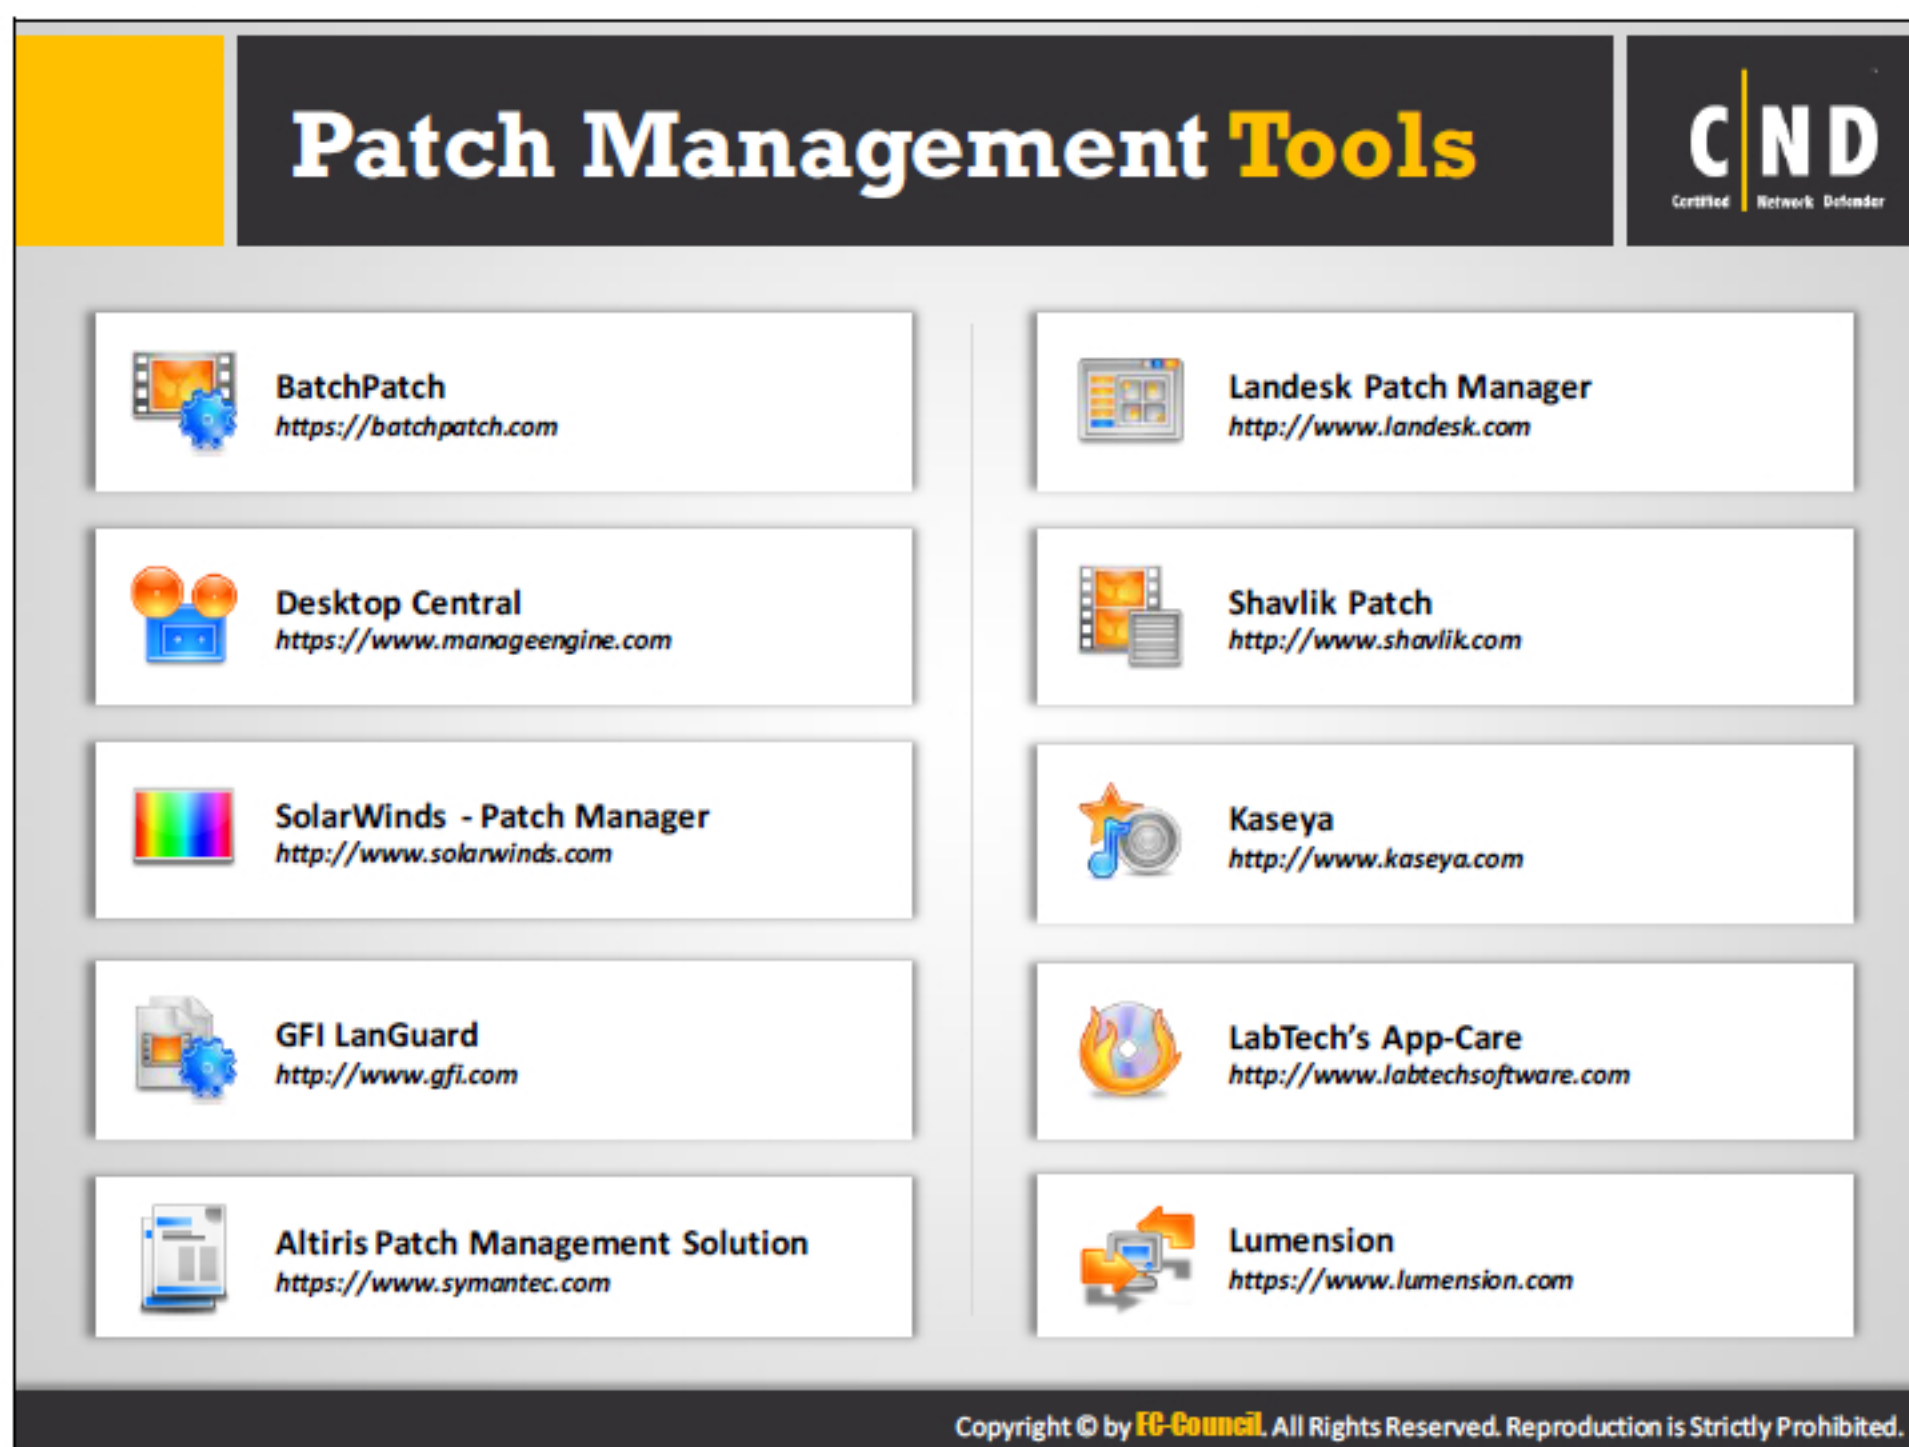 Patch Management Tools
C|ND
Certified Network Defender
BatchPatch
https://batchpatch.com
Desktop Central
https://www.manageengine.com
SolarWinds - Patch Manager
http://www.solarwinds.com
GFI LanGuard
http://www.gfi.com
Altiris Patch Management Solution
https://www.symantec.com
Landesk Patch Manager
http://www.landesk.com
Shavlik Patch
http://www.shavlik.com
Kaseya
http://www.kaseya.com
LabTech’s App-Care
http://www.labtechsoftware.com
Lumension
https://www.lumension.com
Copyright © by EC-Council. All Rights Reserved. Reproduction is Strictly Prohibited.